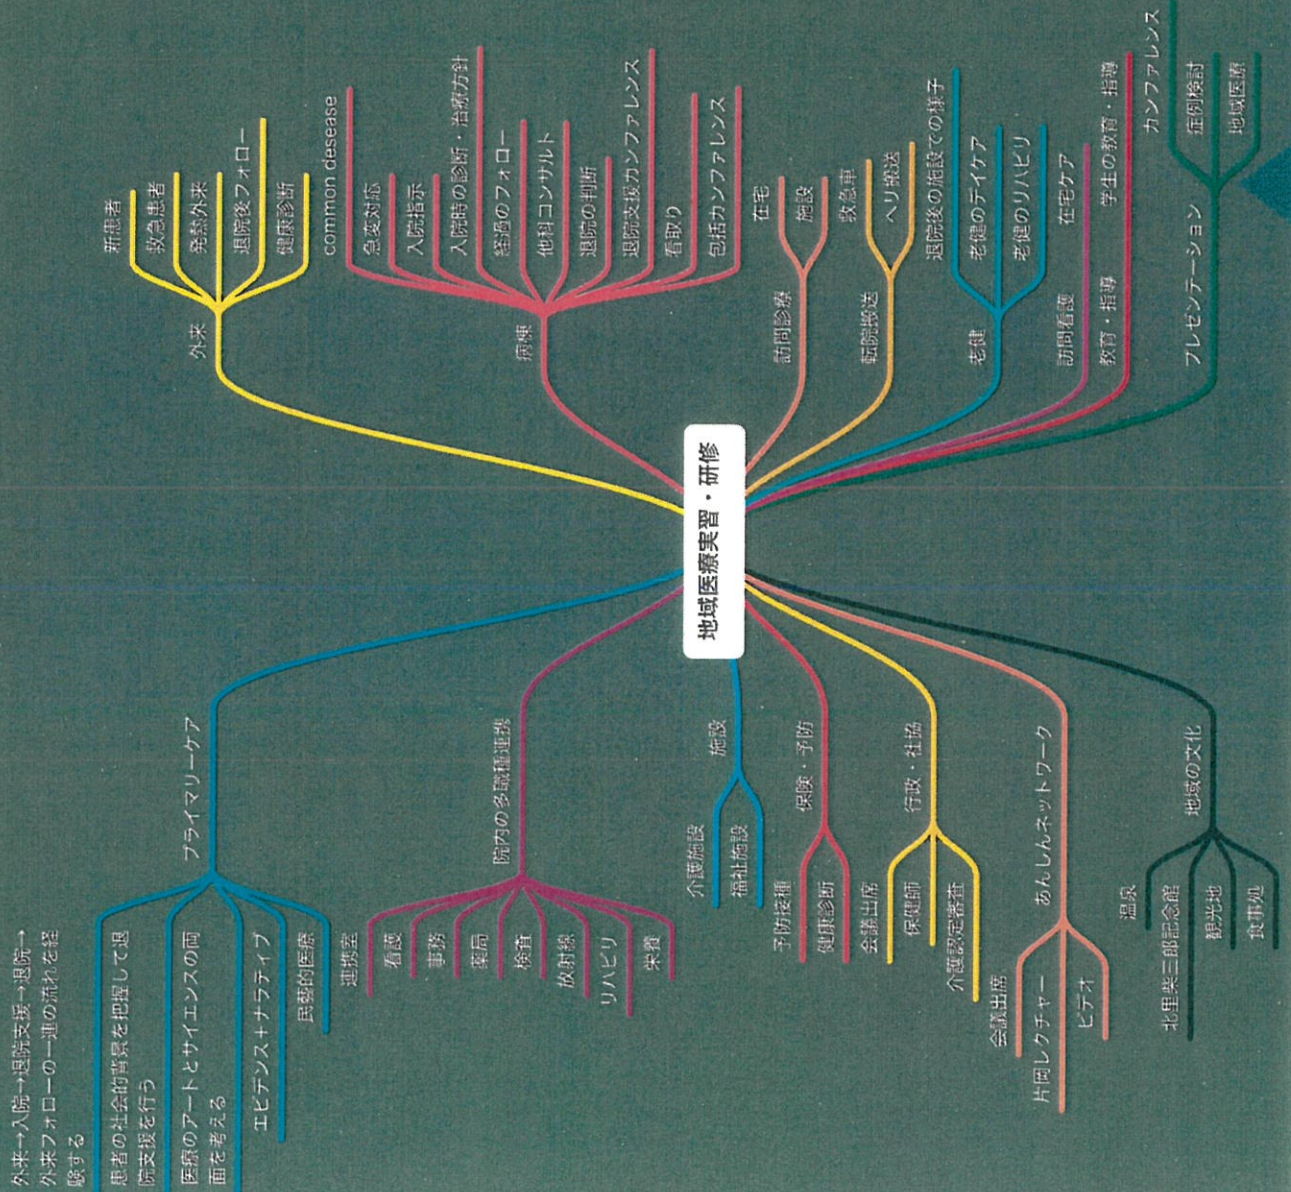 地域医療実習・研修
外来
新患者
救急患者
発熱外来
退院後フォロー
健康診断
病棟
common desease
急変対応
入院指示
入院時の診断・治療方針
経過のフォロー
他科コンサルト
退院の判断
退院支援カンファレンス
看取り
包括カンファレンス
訪問診療
在宅
施設
転院搬送
救急車
ヘリ搬送
老健
退院後の施設での様子
老健のデイケア
老健のリハビリ
訪問看護
在宅ケア
教育・指導
学生の教育・指導
プレゼンテーション
カンファレンス
症例検討
地域医療
プライマリーケア
外来→入院→退院支援→退院→
外来フォローの一連の流れを経
験する
患者の社会的背景を把握して退
院支援を行う
医療のアートとサイエンスの両
面を考える
エビデンス+ナラティブ
民藝的医療
院内の多職種連携
連携室
看護
事務
薬局
検査
放射線
リハビリ
栄養
施設
介護施設
福祉施設
保険・予防
予防接種
健康診断
行政・社協
会議出席
保健師
介護認定審査
あんしんネットワーク
会議出席
片岡レクチャー
ビデオ
地域の文化
温泉
北里柴三郎記念館
観光地
食事処